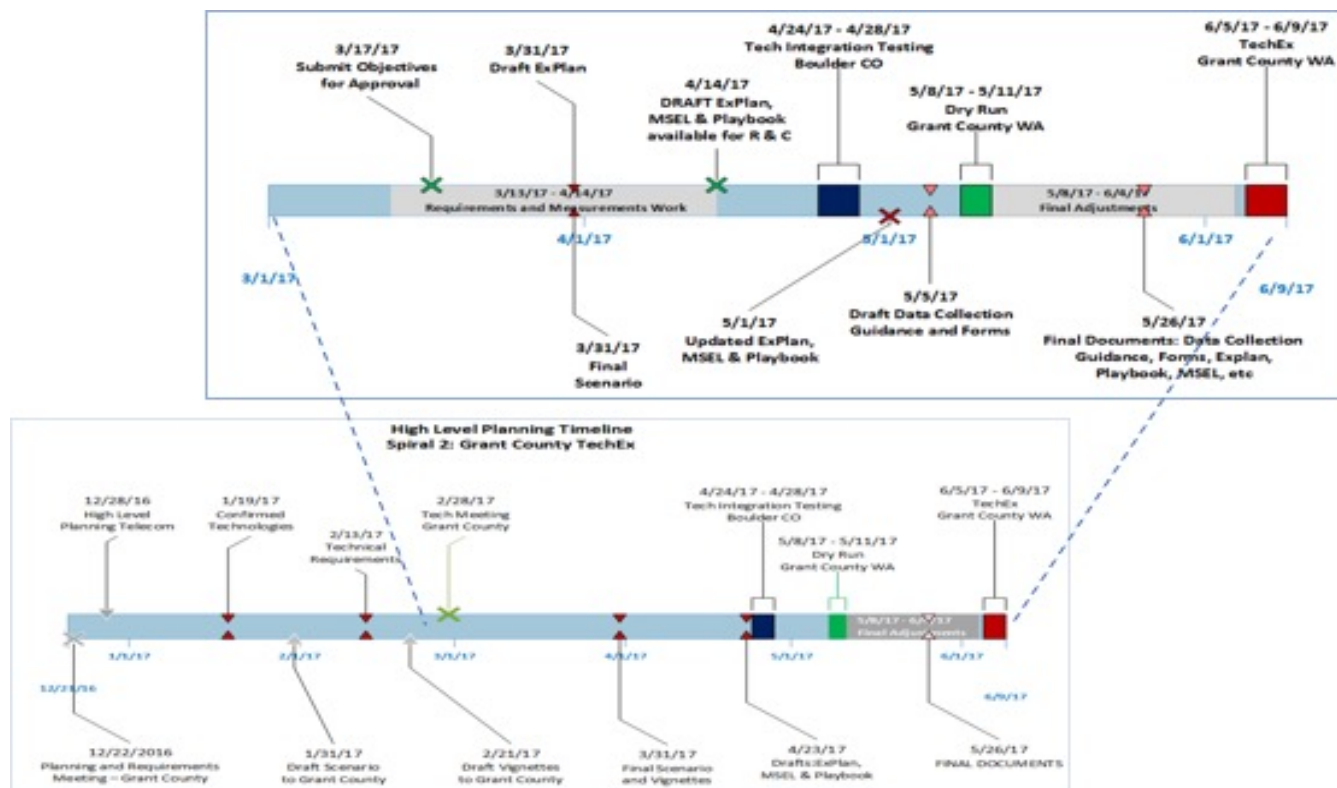 3/17/17
Submit Objectives
for Approval
3/31/17
Draft ExPlan
4/14/17
DRAFT ExPlan,
MSEL & Playbook
available for R & C
4/24/17 - 4/28/17
Tech Integration Testing
Boulder CO
5/8/17 - 5/11/17
Dry Run
Grant County WA
6/5/17 - 6/9/17
TechEx
Grant County WA
3/13/17 - 4/14/17
Requirements and Measurements Work
5/8/17 - 6/4/17
Final Adjustments
3/1/17
4/1/17
5/1/17
6/1/17
6/9/17
3/31/17
Final
Scenario
5/1/17
Updated ExPlan,
MSEL & Playbook
5/5/17
Draft Data Collection
Guidance and Forms
5/26/17
Final Documents: Data Collection
Guidance, Forms, Explan,
Playbook, MSEL, etc
High Level Planning Timeline
Spiral 2: Grant County TechEx
12/28/16
High Level
Planning Telecom
1/19/17
Confirmed
Technologies
2/13/17
Technical
Requirements
2/28/17
Tech Meeting
Grant County
4/24/17 - 4/28/17
Tech Integration Testing
Boulder CO
5/8/17 - 5/11/17
Dry Run
Grant County WA
6/5/17 - 6/9/17
TechEx
Grant County WA
5/8/17 - 6/4/17
Final Adjustments
12/21/16
1/1/17
2/1/17
3/1/17
4/1/17
5/1/17
6/1/17
6/9/17
12/22/2016
Planning and Requirements
Meeting – Grant County
1/31/17
Draft Scenario
to Grant County
2/21/17
Draft Vignettes
to Grant County
3/31/17
Final Scenario
and Vignettes
4/23/17
Drafts:ExPlan,
MSEL & Playbook
5/26/17
FINAL DOCUMENTS